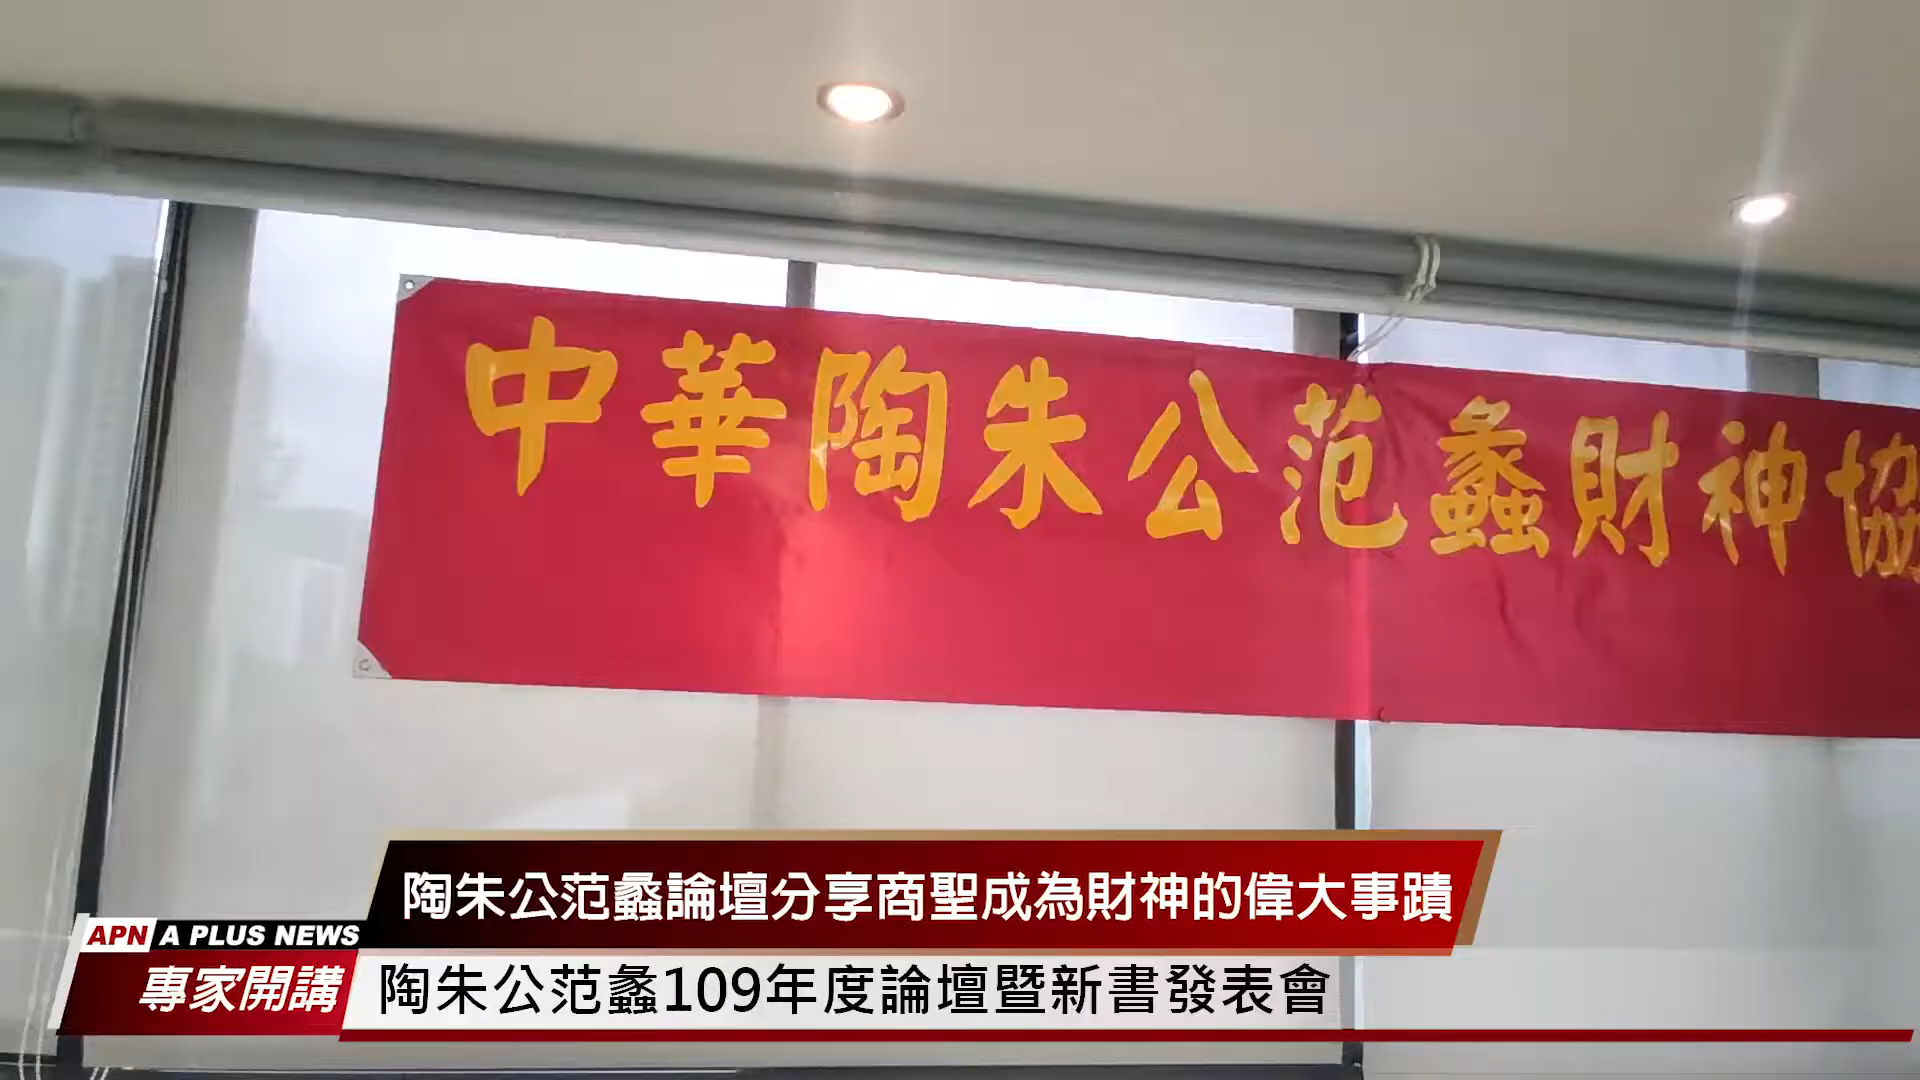 中華陶朱公范蠡財神協
陶朱公范蠡論壇分享商聖成為財神的偉大事蹟
APN A PLUS NEWS
專家開講
陶朱公范蠡109年度論壇暨新書發表會